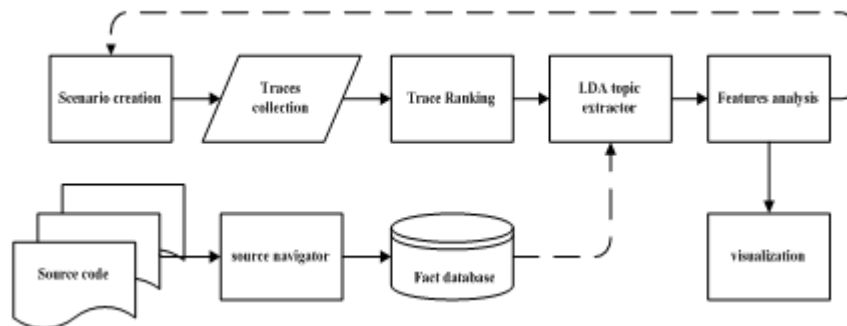 Scenario creation
Traces
collection
Trace Ranking
LDA topic
extractor
Features analysis
Source code
source navigator
Fact database
visualization